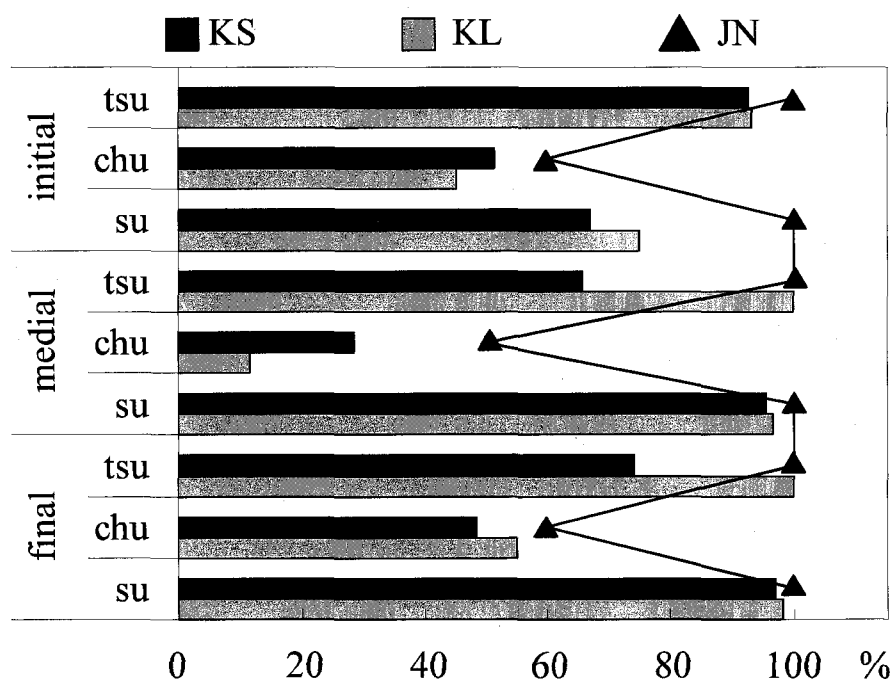 KS KL JN
initial
tsu
chu
su
medial
tsu
chu
su
final
tsu
chu
su
0 20 40 60 80 100 %